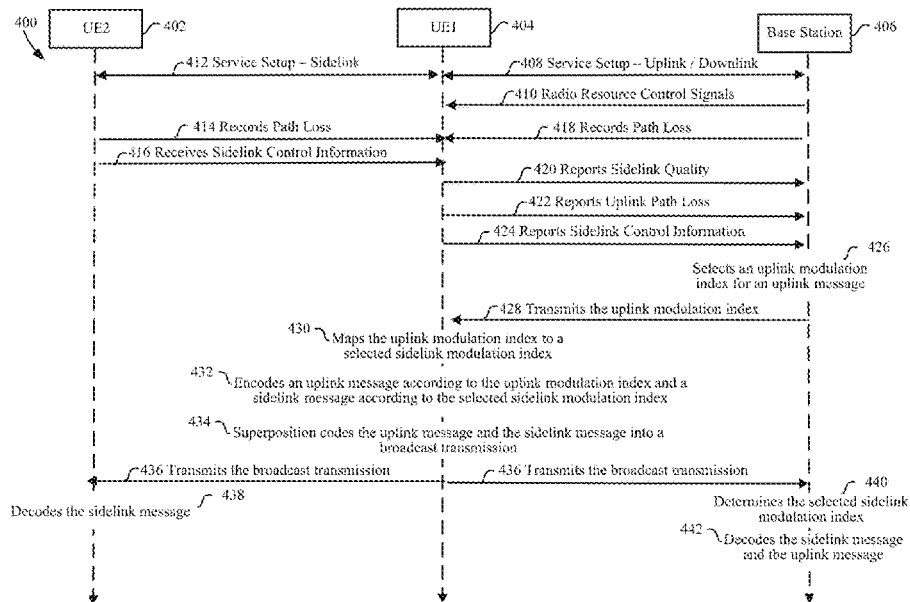 400
UE2
402
UE1
404
Base Station
406
412 Service Setup – Sidelink
408 Service Setup – Uplink / Downlink
410 Radio Resource Control Signals
414 Records Path Loss
418 Records Path Loss
416 Receives Sidelink Control Information
420 Reports Sidelink Quality
422 Reports Uplink Path Loss
424 Reports Sidelink Control Information
426
Selects an uplink modulation
index for an uplink message
428 Transmits the uplink modulation index
430
Maps the uplink modulation index to a
selected sidelink modulation index
432
Encodes an uplink message according to the uplink modulation index and a
sidelink message according to the selected sidelink modulation index
434
Superposition codes the uplink message and the sidelink message into a
broadcast transmission
436 Transmits the broadcast transmission
436 Transmits the broadcast transmission
438
Decodes the sidelink message
440
Determines the selected sidelink
modulation index
442
Decodes the sidelink message
and the uplink message